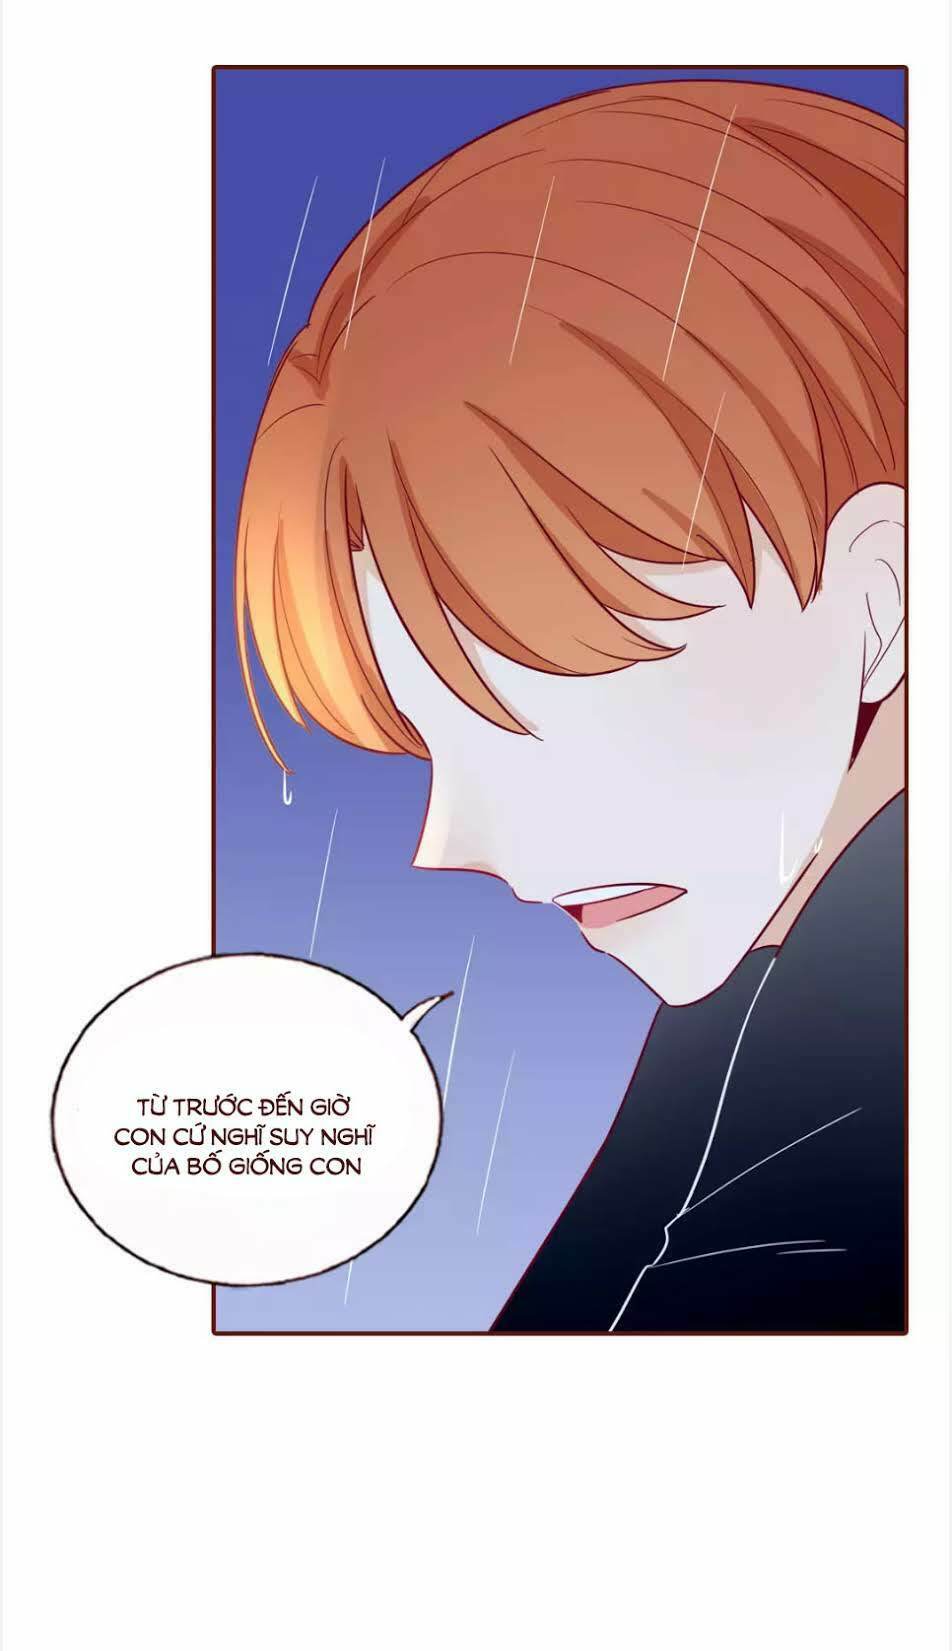 TỪ TRƯỚC ĐẾN GIỜ
CON CỨ NGHĨ SUY NGHĨ
CỦA BỐ GIỐNG CON